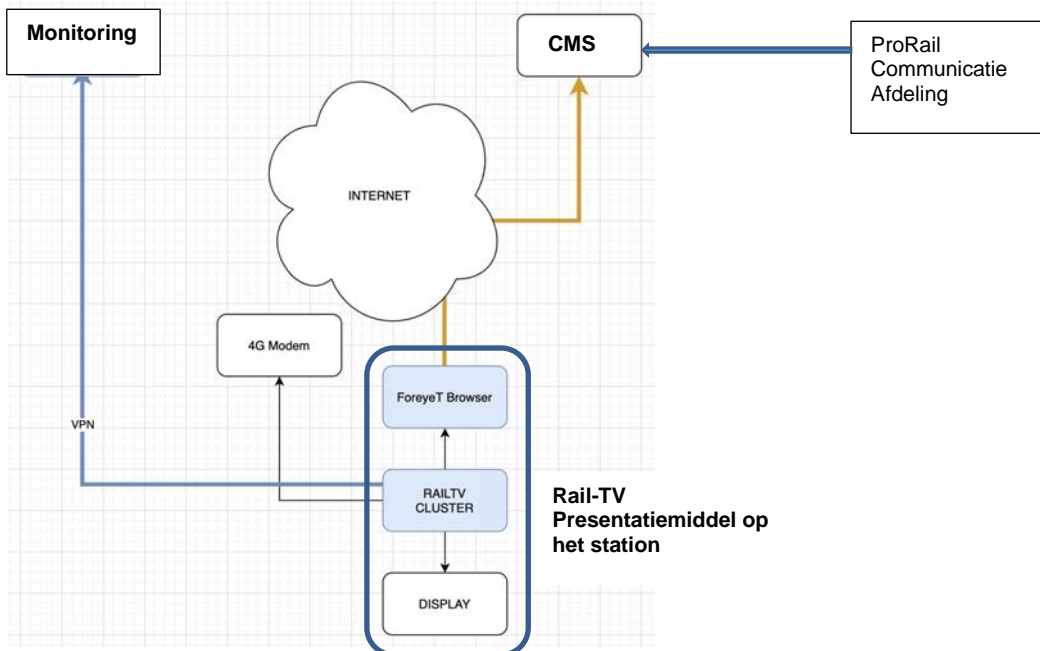 Monitoring
CMS
ProRail
Communicatie
Afdeling
INTERNET
4G Modem
ForeyeT Browser
VPN
RAILTV
CLUSTER
Rail-TV
Presentatiemiddel op
het station
DISPLAY